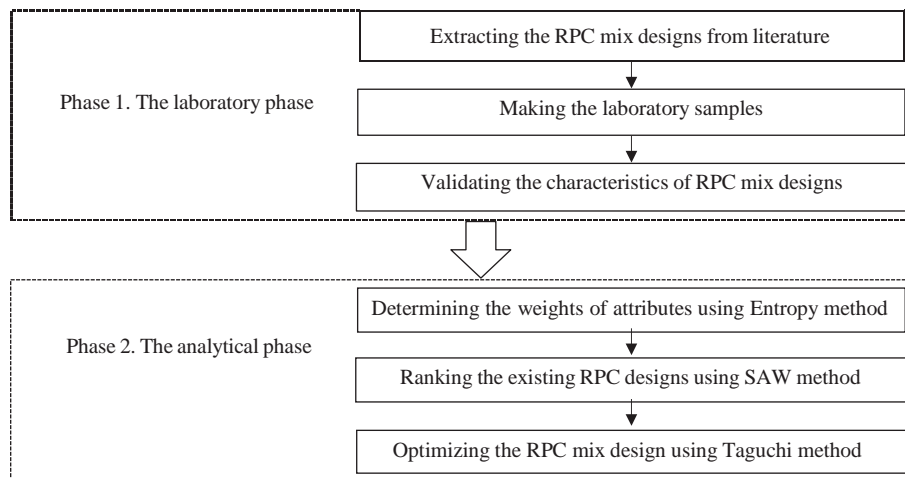 Extracting the RPC mix designs from literature
Phase 1. The laboratory phase
Making the laboratory samples
Validating the characteristics of RPC mix designs
Determining the weights of attributes using Entropy method
Phase 2. The analytical phase
Ranking the existing RPC designs using SAW method
Optimizing the RPC mix design using Taguchi method